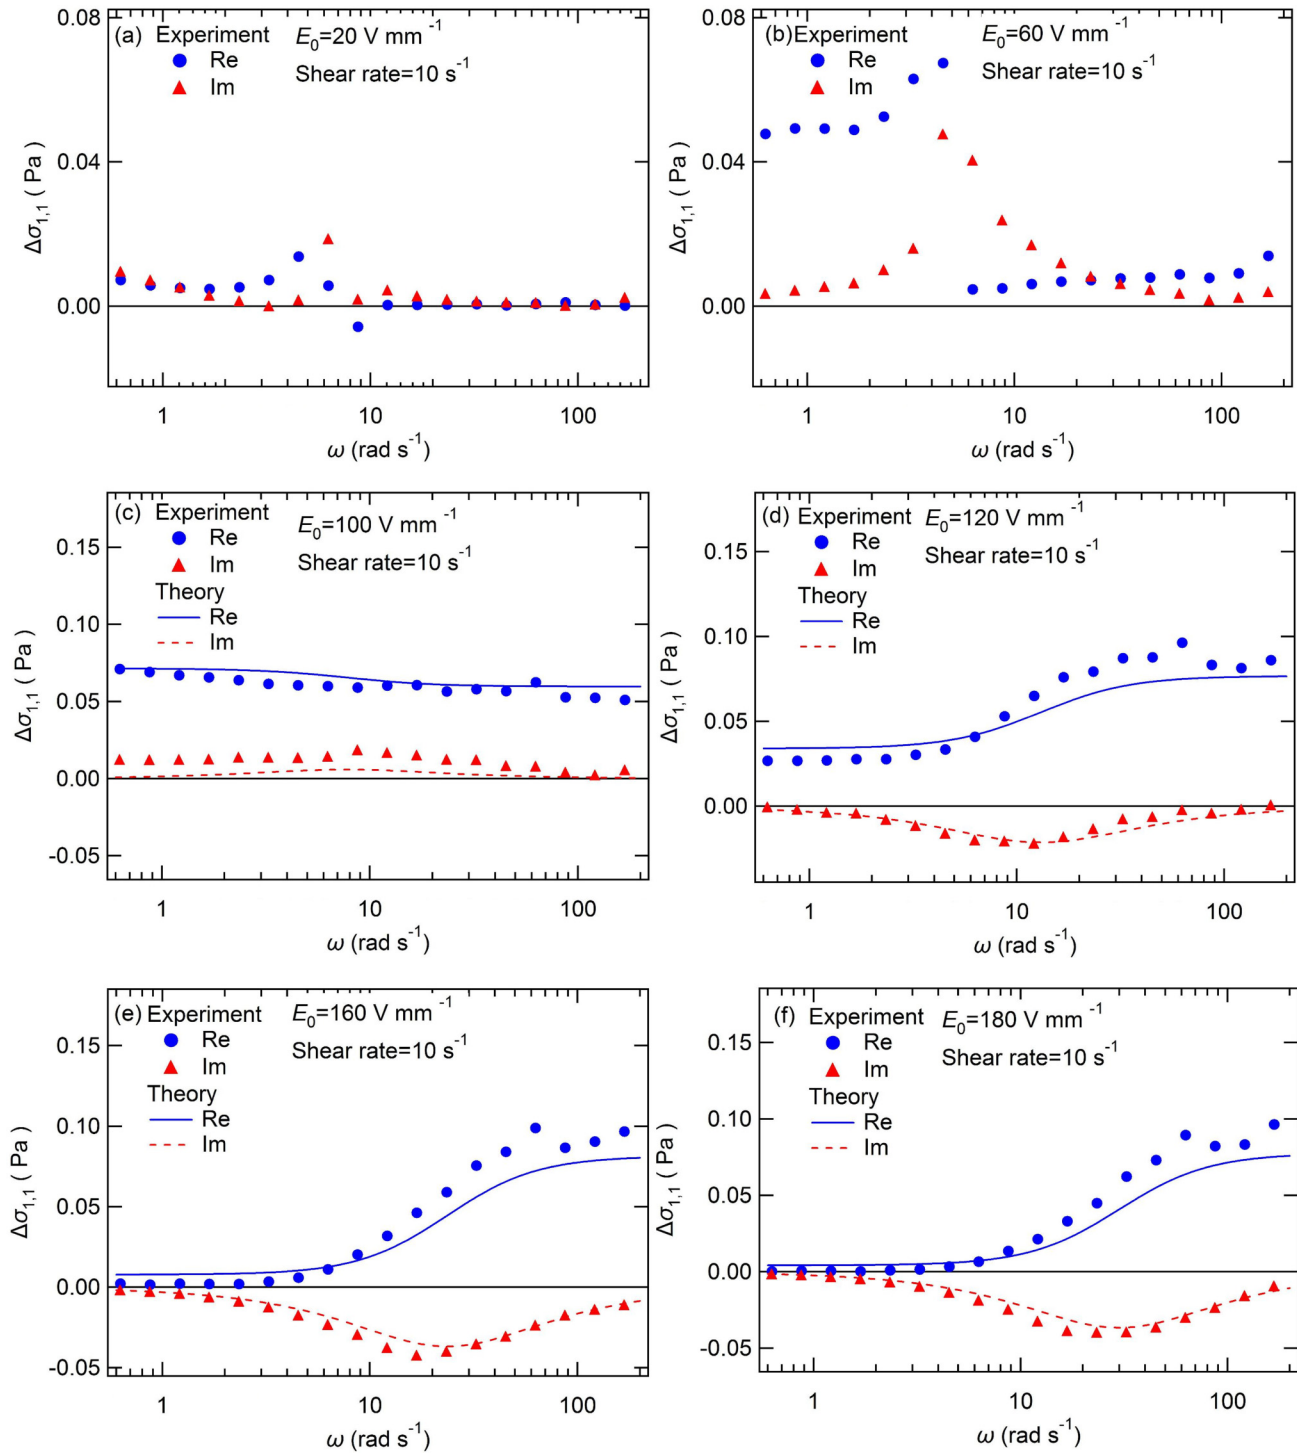 (a) Experiment E₀=20 V mm⁻¹
Re
Im
Shear rate=10 s⁻¹
0.08
0.04
0.00
Δσ₁,₁ ( Pa)
1 10 100
ω (rad s⁻¹)
(b) Experiment E₀=60 V mm⁻¹
Re
Im
Shear rate=10 s⁻¹
0.08
0.04
0.00
Δσ₁,₁ ( Pa)
1 10 100
ω (rad s⁻¹)
(c) Experiment E₀=100 V mm⁻¹
Re
Im
Shear rate=10 s⁻¹
Theory
Re
Im
0.15
0.10
0.05
0.00
-0.05
Δσ₁,₁ ( Pa)
1 10 100
ω (rad s⁻¹)
(d) Experiment E₀=120 V mm⁻¹
Re
Im
Shear rate=10 s⁻¹
Theory
Re
Im
0.15
0.10
0.05
0.00
Δσ₁,₁ ( Pa)
1 10 100
ω (rad s⁻¹)
(e) Experiment E₀=160 V mm⁻¹
Re
Im
Shear rate=10 s⁻¹
Theory
Re
Im
0.15
0.10
0.05
0.00
-0.05
Δσ₁,₁ ( Pa)
1 10 100
ω (rad s⁻¹)
(f) Experiment E₀=180 V mm⁻¹
Re
Im
Shear rate=10 s⁻¹
Theory
Re
Im
0.15
0.10
0.05
0.00
-0.05
Δσ₁,₁ ( Pa)
1 10 100
ω (rad s⁻¹)